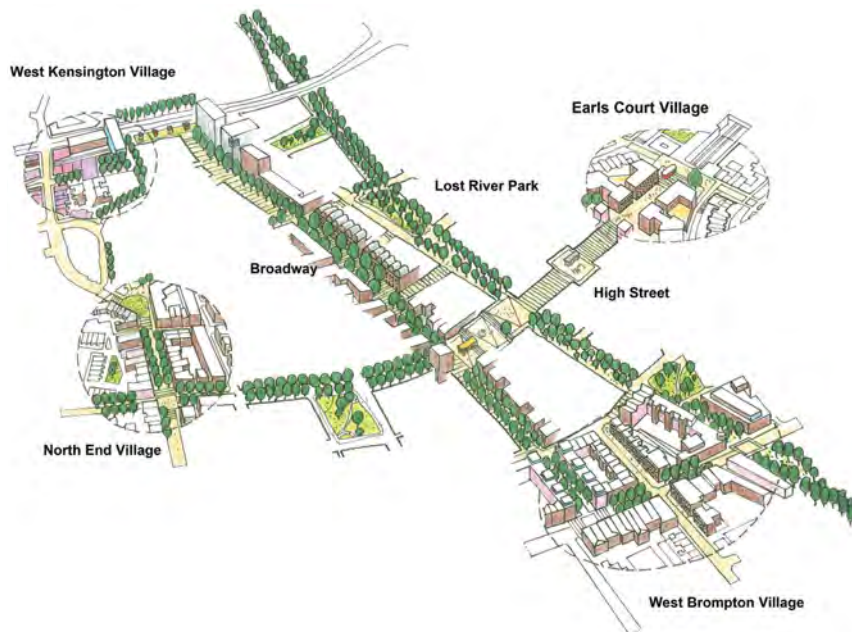 West Kensington Village
Earls Court Village
Lost River Park
Broadway
High Street
North End Village
West Brompton Village